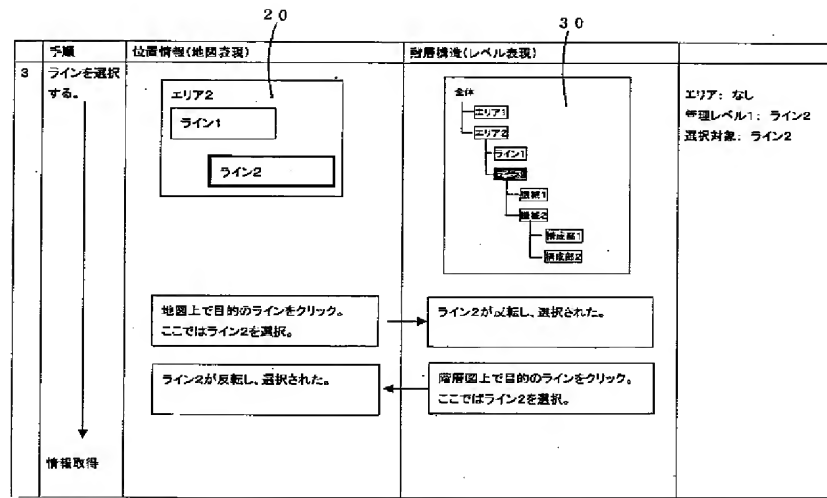 20
30
手順
位置情報(地図表現)
階層構造(レベル表現)
3
ラインを選択
する。
エリア2
ライン1
ライン2
全体
エリア1
エリア2
ライン1
ライン2
機械1
機械2
構成部1
構成部2
エリア: なし
管理レベル1: ライン2
選択対象: ライン2
地図上で目的のラインをクリック。
ここではライン2を選択。
ライン2が反転し、選択された。
ライン2が反転し、選択された。
階層図上で目的のラインをクリック。
ここではライン2を選択。
情報取得